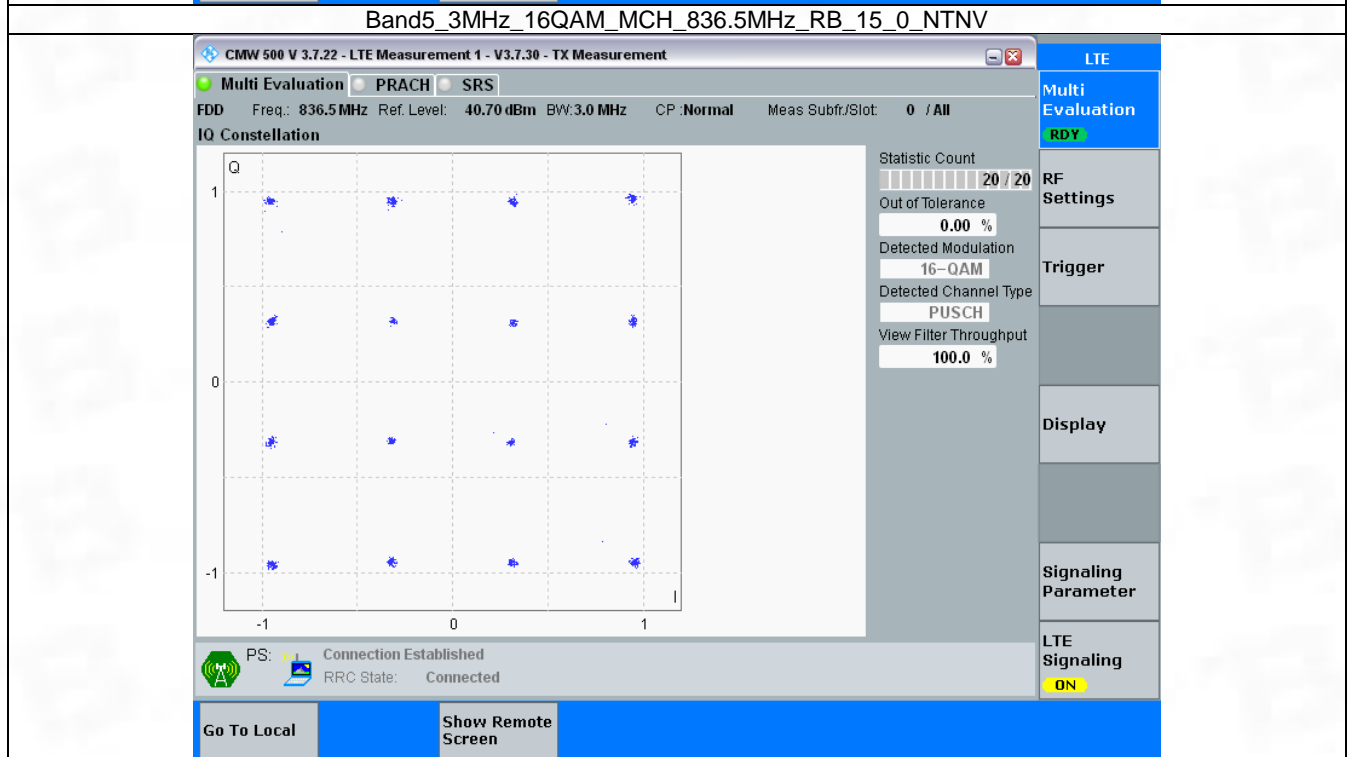 Band5_3MHz_16QAM_MCH_836.5MHz_RB_15_0_NTNV
CMW 500 V 3.7.22 - LTE Measurement 1 - V3.7.30 - TX Measurement
LTE
Multi Evaluation PRACH SRS
FDD Freq.: 836.5 MHz Ref. Level: 40.70 dBm BW: 3.0 MHz CP :Normal Meas Subfr./Slot: 0 / All
IQ Constellation
Q
1
0
-1
I
-1 0 1
Statistic Count
20 / 20
Out of Tolerance
0.00 %
Detected Modulation
16-QAM
Detected Channel Type
PUSCH
View Filter Throughput
100.0 %
Multi
Evaluation
RDY
RF
Settings
Trigger
Display
Signaling
Parameter
LTE
Signaling
ON
PS: Connection Established
RRC State: Connected
Go To Local
Show Remote
Screen